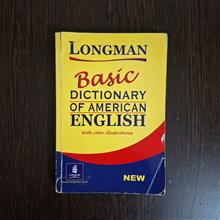 LONGMAN
Basic
DICTIONARY
OF AMERICAN
ENGLISH
With color illustrations
NEW